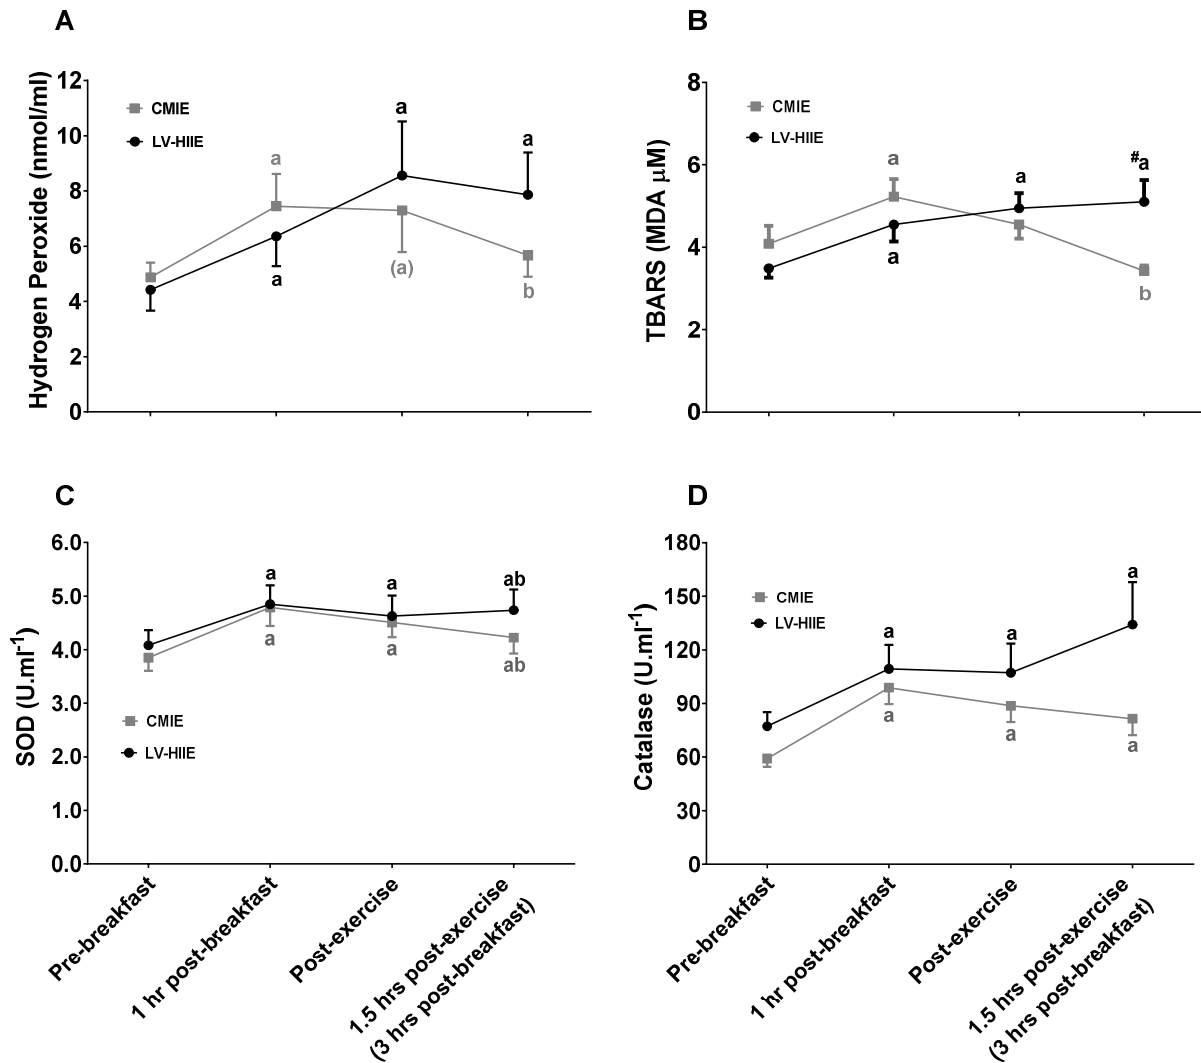 A
Hydrogen Peroxide (nmol/ml)
12
10
8
6
4
2
0
CMIE
LV-HIIE
a
a
a
a
(a)
b
B
TBARS (MDA μM)
8
6
4
2
0
CMIE
LV-HIIE
a
a
#a
a
b
C
SOD (U.ml-1)
6.0
5.0
4.0
3.0
2.0
1.0
0.0
a
a
ab
a
a
ab
CMIE
LV-HIIE
Pre-breakfast
1 hr post-breakfast
Post-exercise
1.5 hrs post-exercise
(3 hrs post-breakfast)
D
Catalase (U.ml-1)
180
150
120
90
60
30
0
CMIE
LV-HIIE
a
a
a
a
a
a
Pre-breakfast
1 hr post-breakfast
Post-exercise
1.5 hrs post-exercise
(3 hrs post-breakfast)